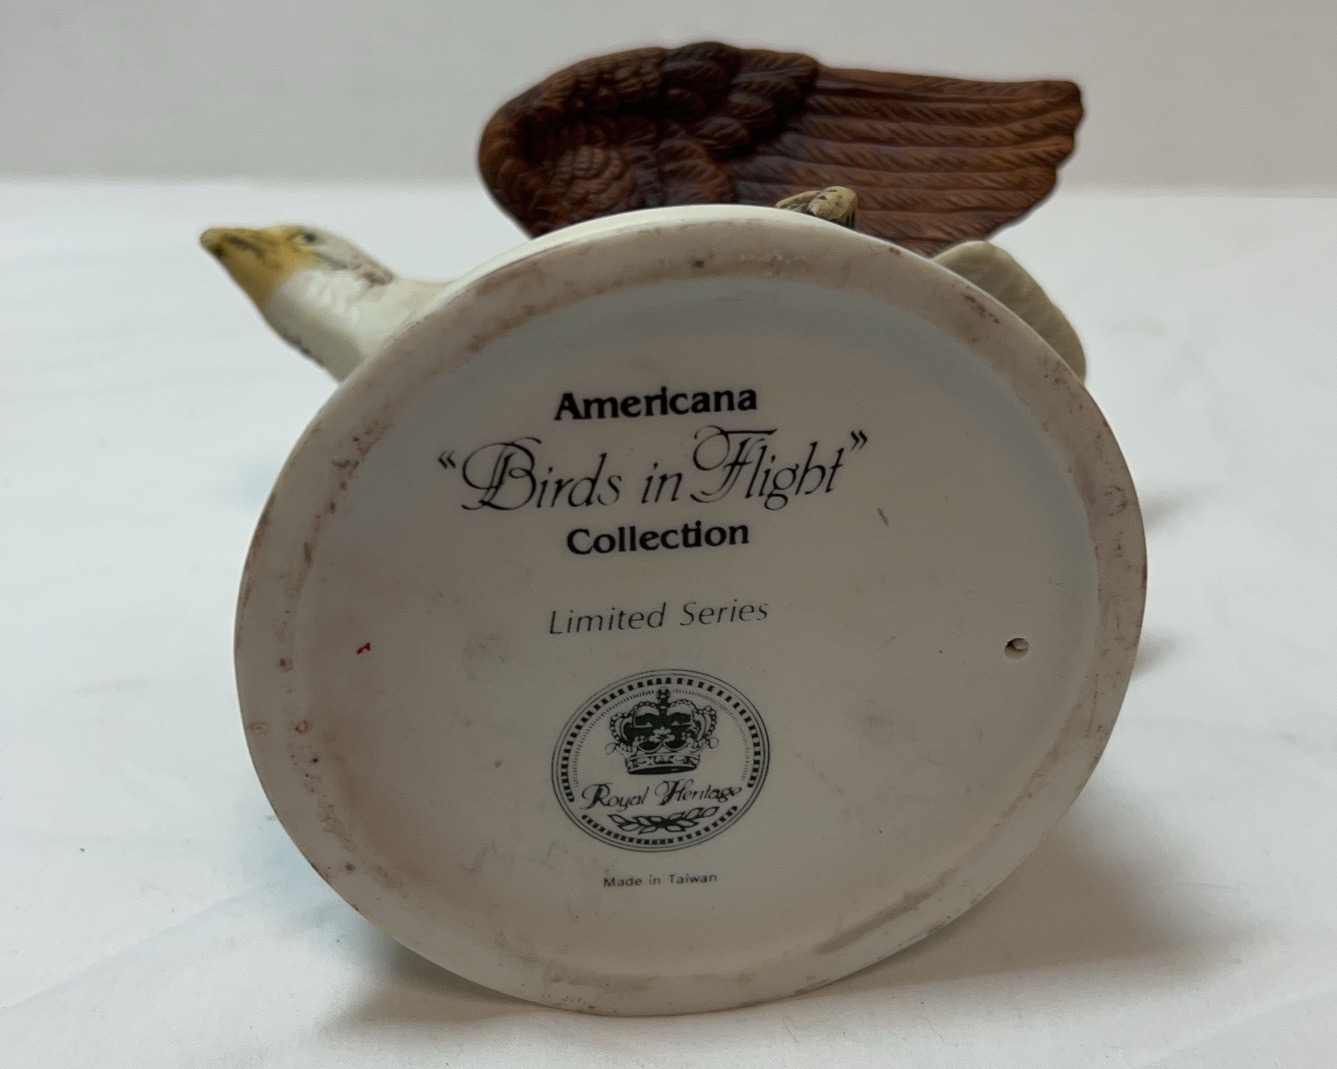 Americana
“Birds in Flight”
Collection
Limited Series
Royal Heritage
Made in Taiwan